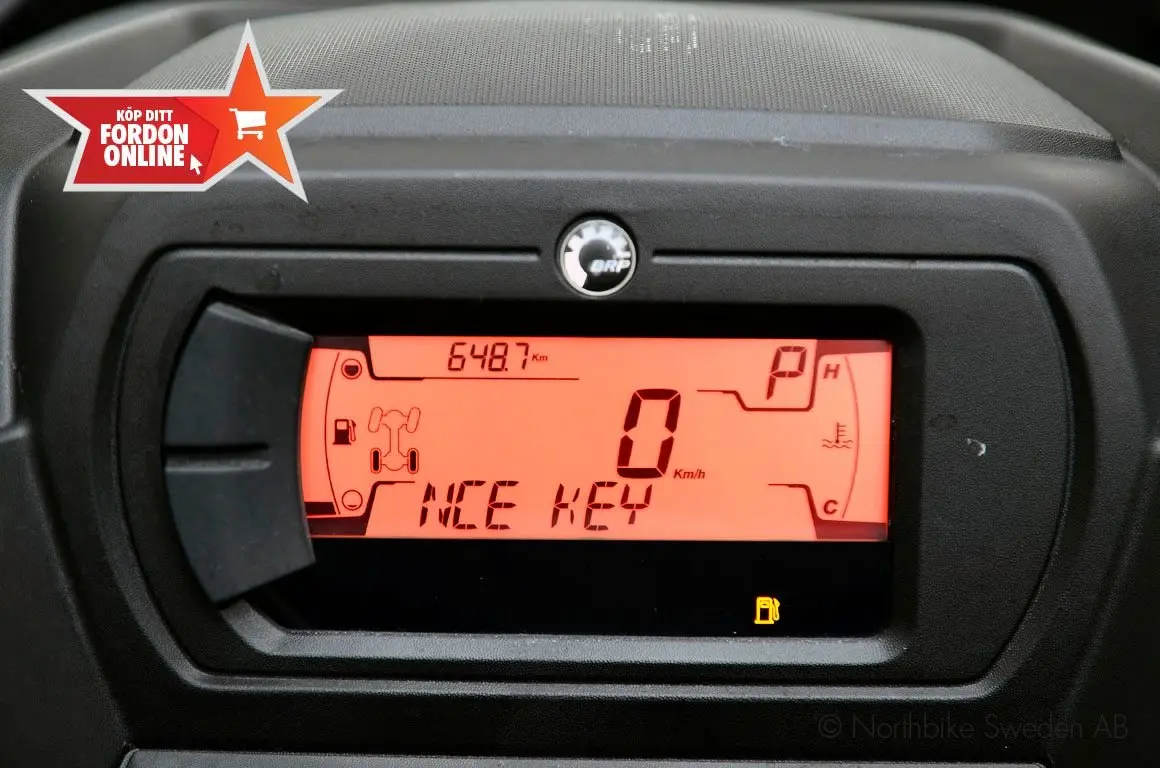 KÖP DITT
FORDON
ONLINE
BRP
648.7 Km
P
H
0 Km/h
NCE KEY
C
© Northbike Sweden AB